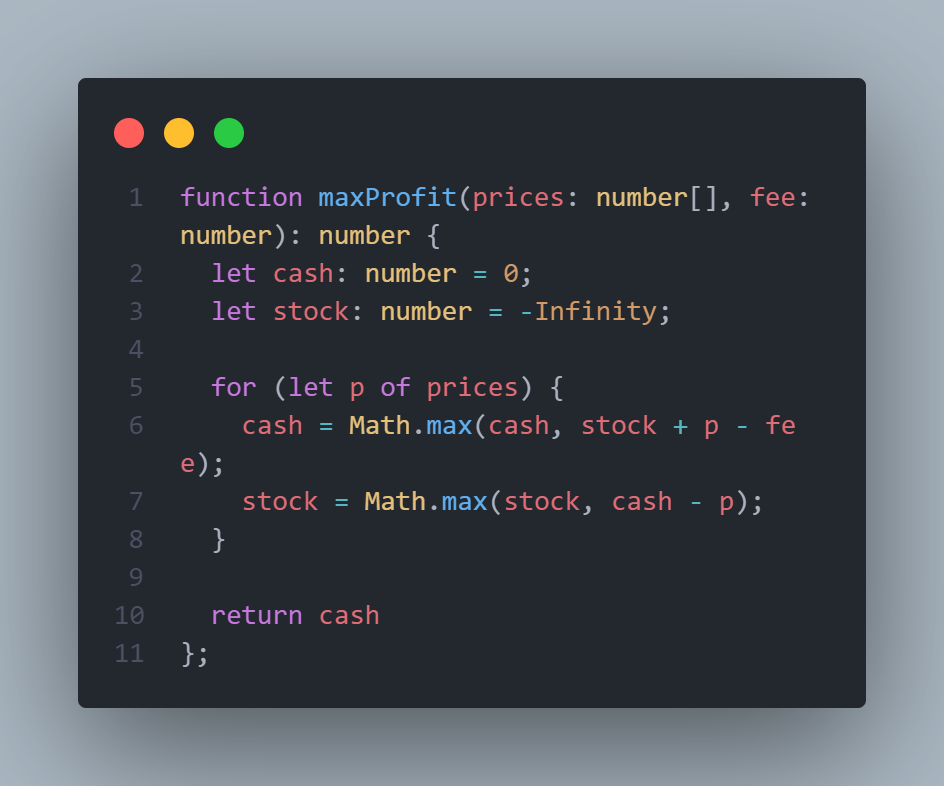 1 function maxProfit(prices: number[], fee:
number): number {
2 let cash: number = 0;
3 let stock: number = -Infinity;
4
5 for (let p of prices) {
6 cash = Math.max(cash, stock + p - fe
e);
7 stock = Math.max(stock, cash - p);
8 }
9
10 return cash
11 };